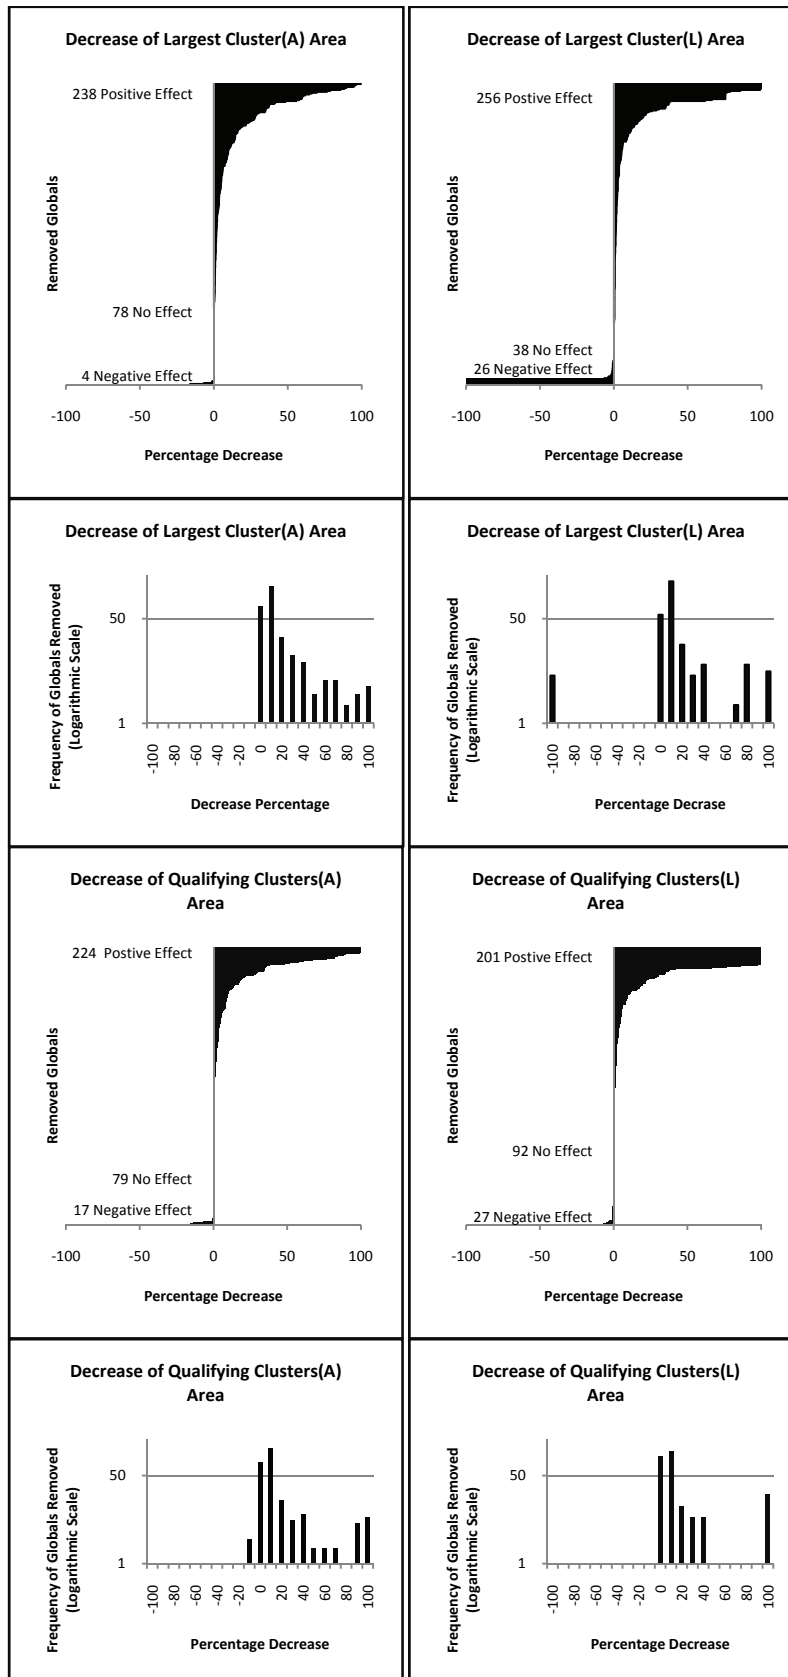 Decrease of Largest Cluster(A) Area
238 Positive Effect
Removed Globals
78 No Effect
4 Negative Effect
-100 -50 0 50 100
Percentage Decrease
Decrease of Largest Cluster(L) Area
256 Postive Effect
Removed Globals
38 No Effect
26 Negative Effect
-100 -50 0 50 100
Percentage Decrease
Decrease of Largest Cluster(A) Area
Frequency of Globals Removed
(Logarithmic Scale)
50
1
-100 -80 -60 -40 -20 0 20 40 60 80 100
Decrease Percentage
Decrease of Largest Cluster(L) Area
Frequency of Globals Removed
(Logarithmic Scale)
50
1
-100 -80 -60 -40 -20 0 20 40 60 80 100
Percentage Decrase
Decrease of Qualifying Clusters(A)
Area
224 Postive Effect
Removed Globals
79 No Effect
17 Negative Effect
-100 -50 0 50 100
Percentage Decrease
Decrease of Qualifying Clusters(L)
Area
201 Postive Effect
Removed Globals
92 No Effect
27 Negative Effect
-100 -50 0 50 100
Percentage Decrease
Decrease of Qualifying Clusters(A)
Area
Frequency of Globals Removed
(Logarithmic Scale)
50
1
-100 -80 -60 -40 -20 0 20 40 60 80 100
Percentage Decrease
Decrease of Qualifying Clusters(L)
Area
Frequency of Globals Removed
(Logarithmic Scale)
50
1
-100 -80 -60 -40 -20 0 20 40 60 80 100
Percentage Decrease